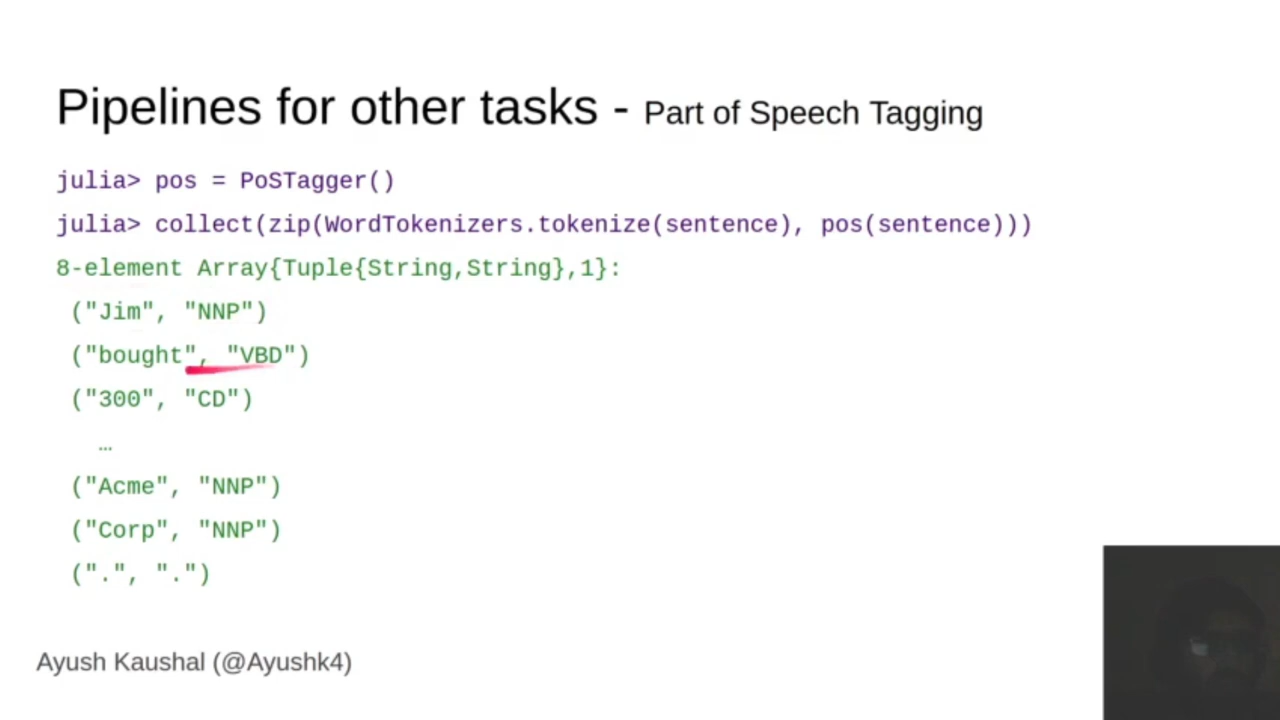 Pipelines for other tasks - Part of Speech Tagging
julia> pos = PoSTagger()
julia> collect(zip(WordTokenizers.tokenize(sentence), pos(sentence)))
8-element Array{Tuple{String,String},1}:
("Jim", "NNP")
("bought", "VBD")
("300", "CD")
…
("Acme", "NNP")
("Corp", "NNP")
(".", ".")
Ayush Kaushal (@Ayushk4)